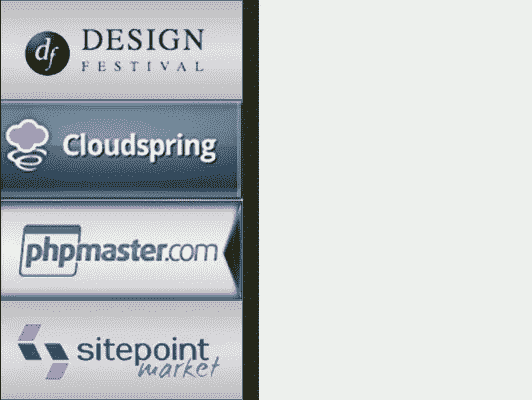 df DESIGN
FESTIVAL
Cloudspring
phpmaster.com
sitepoint
market